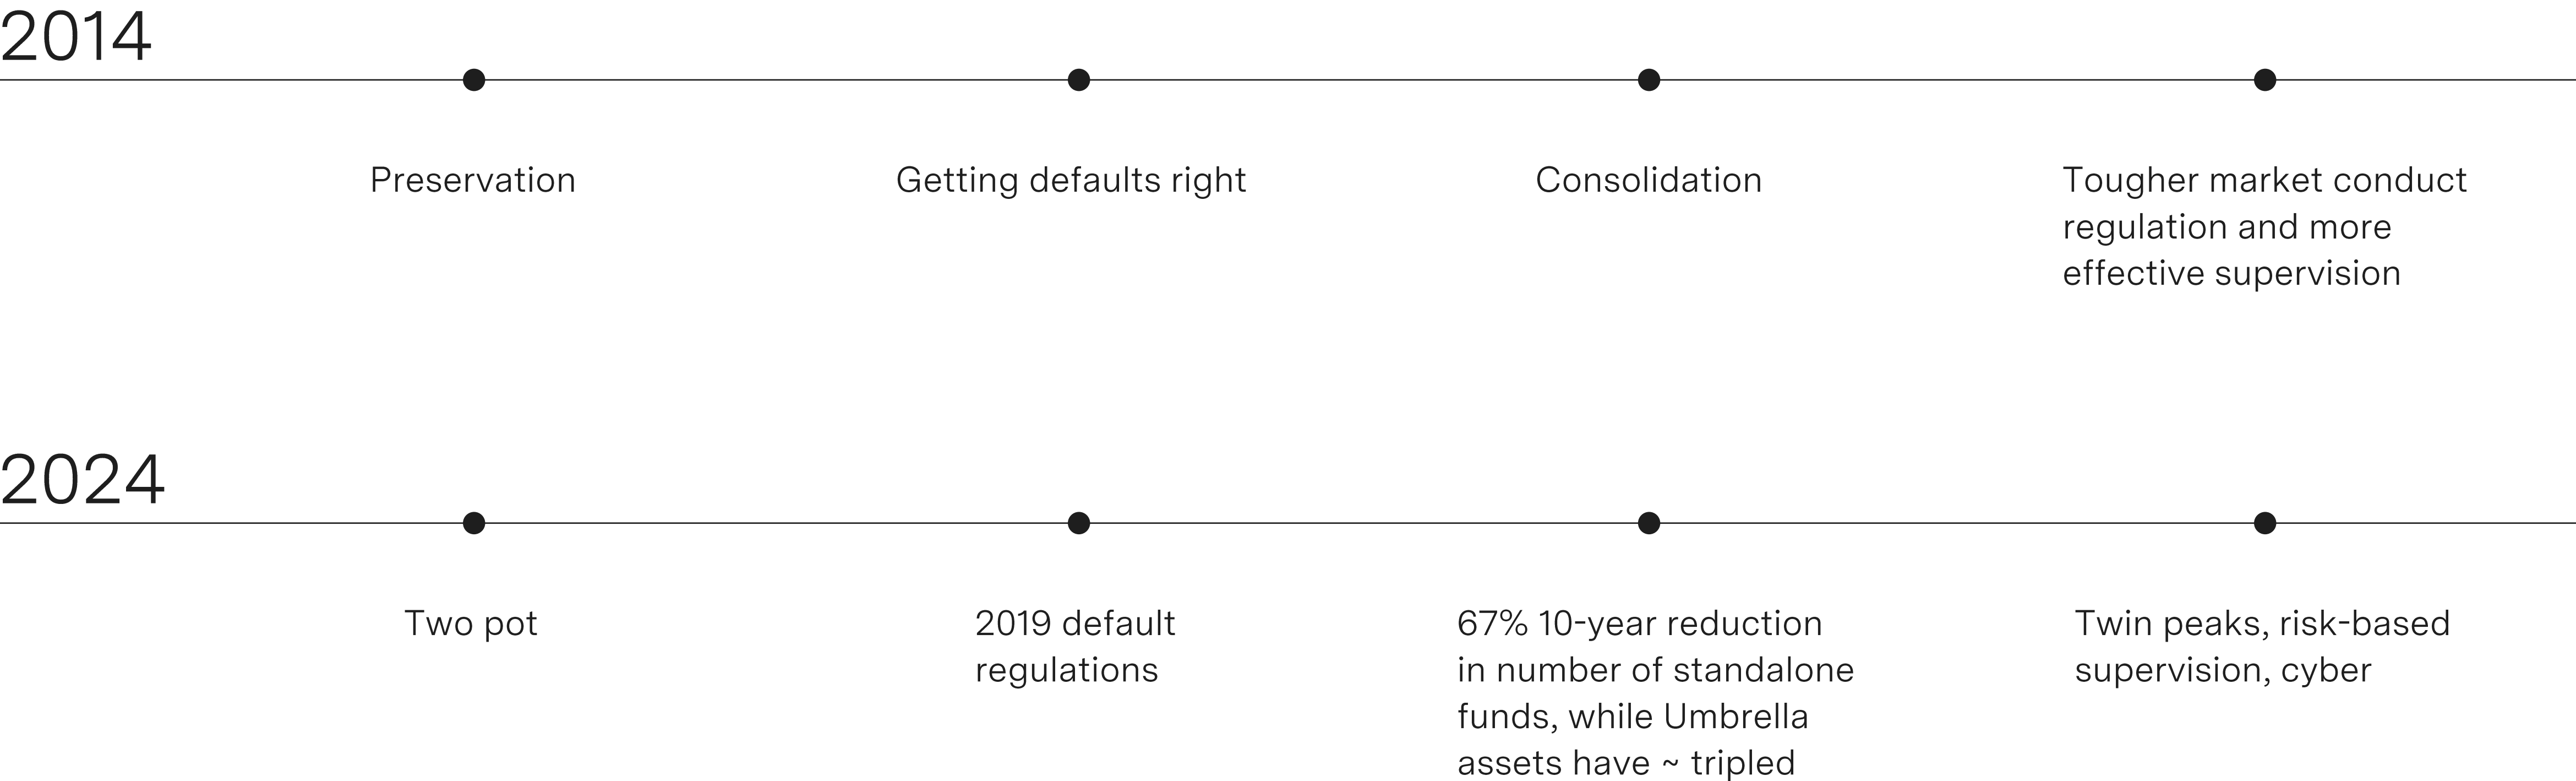 2014
Preservation
Getting defaults right
Consolidation
Tougher market conduct
regulation and more
effective supervision
2024
Two pot
2019 default
regulations
67% 10-year reduction
in number of standalone
funds, while Umbrella
assets have ~ tripled
Twin peaks, risk-based
supervision, cyber